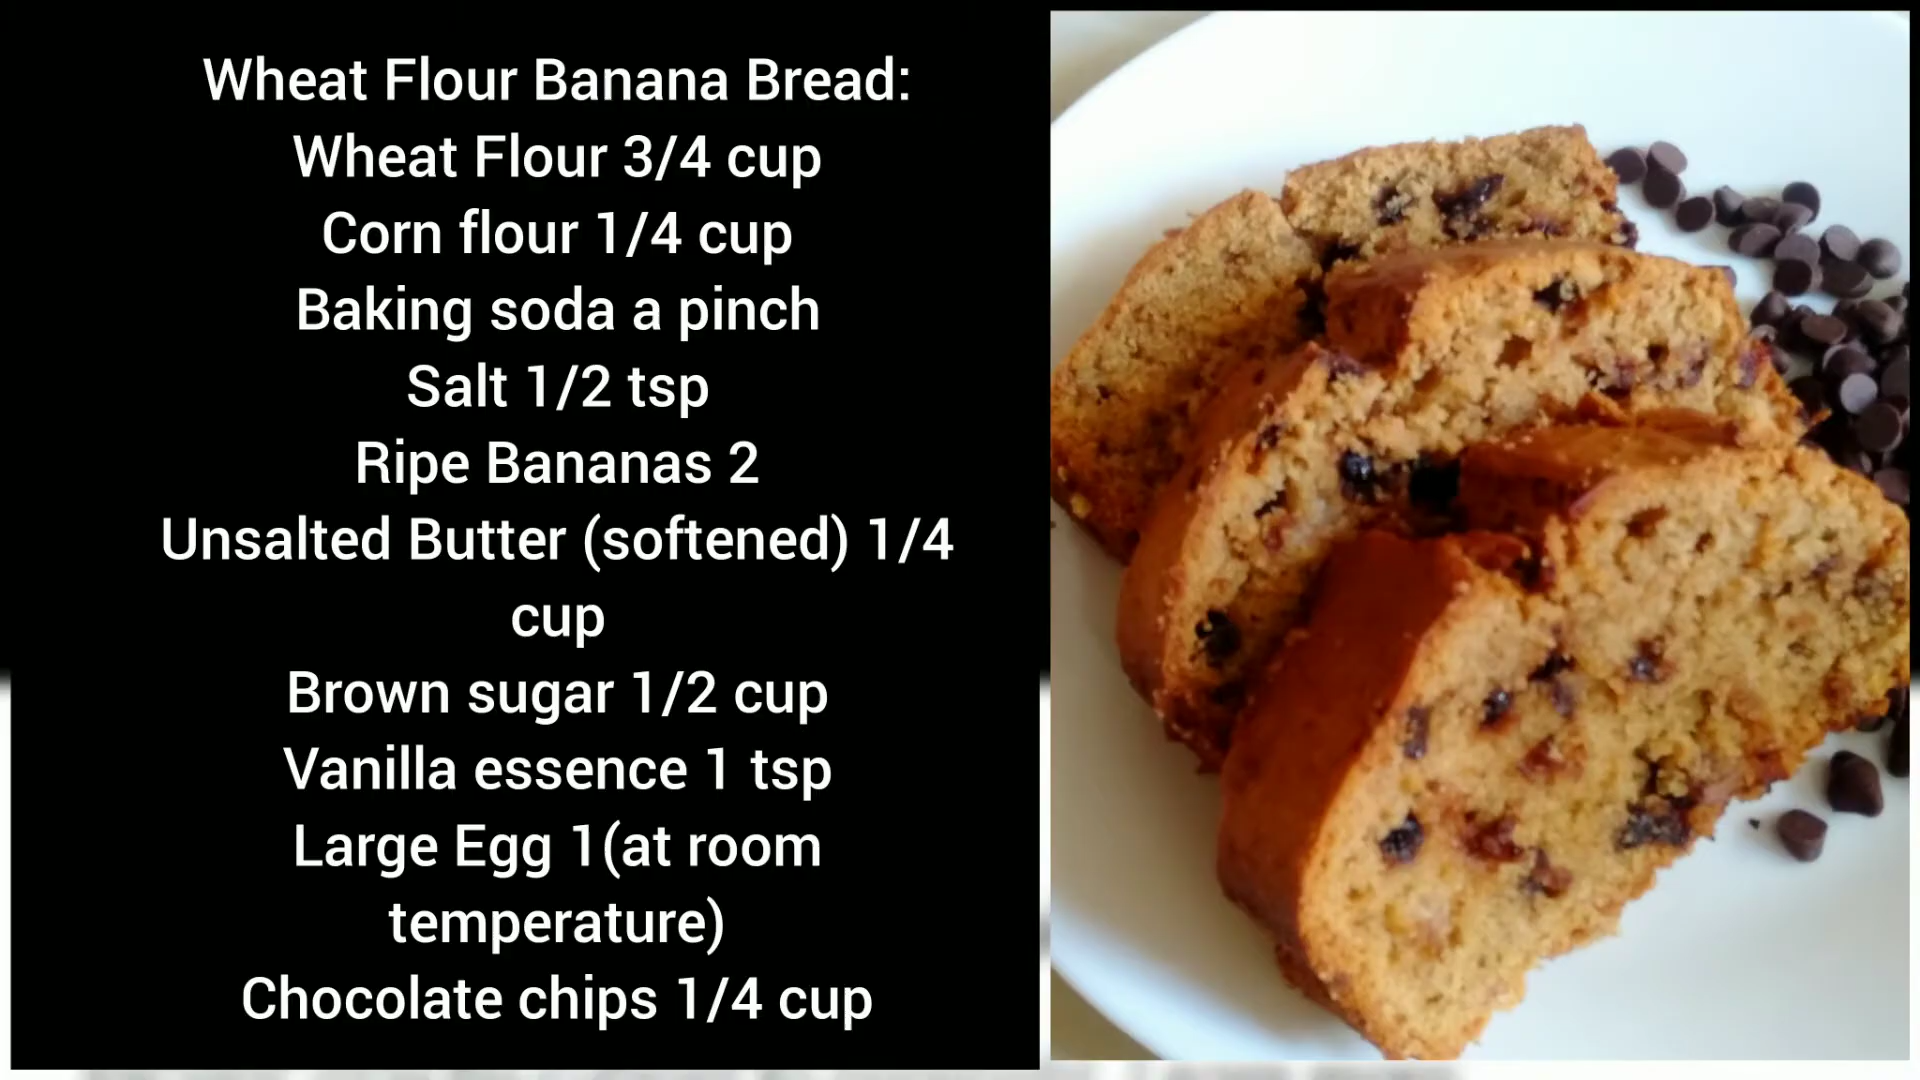 Wheat Flour Banana Bread:
Wheat Flour 3/4 cup
Corn flour 1/4 cup
Baking soda a pinch
Salt 1/2 tsp
Ripe Bananas 2
Unsalted Butter (softened) 1/4
cup
Brown sugar 1/2 cup
Vanilla essence 1 tsp
Large Egg 1(at room
temperature)
Chocolate chips 1/4 cup